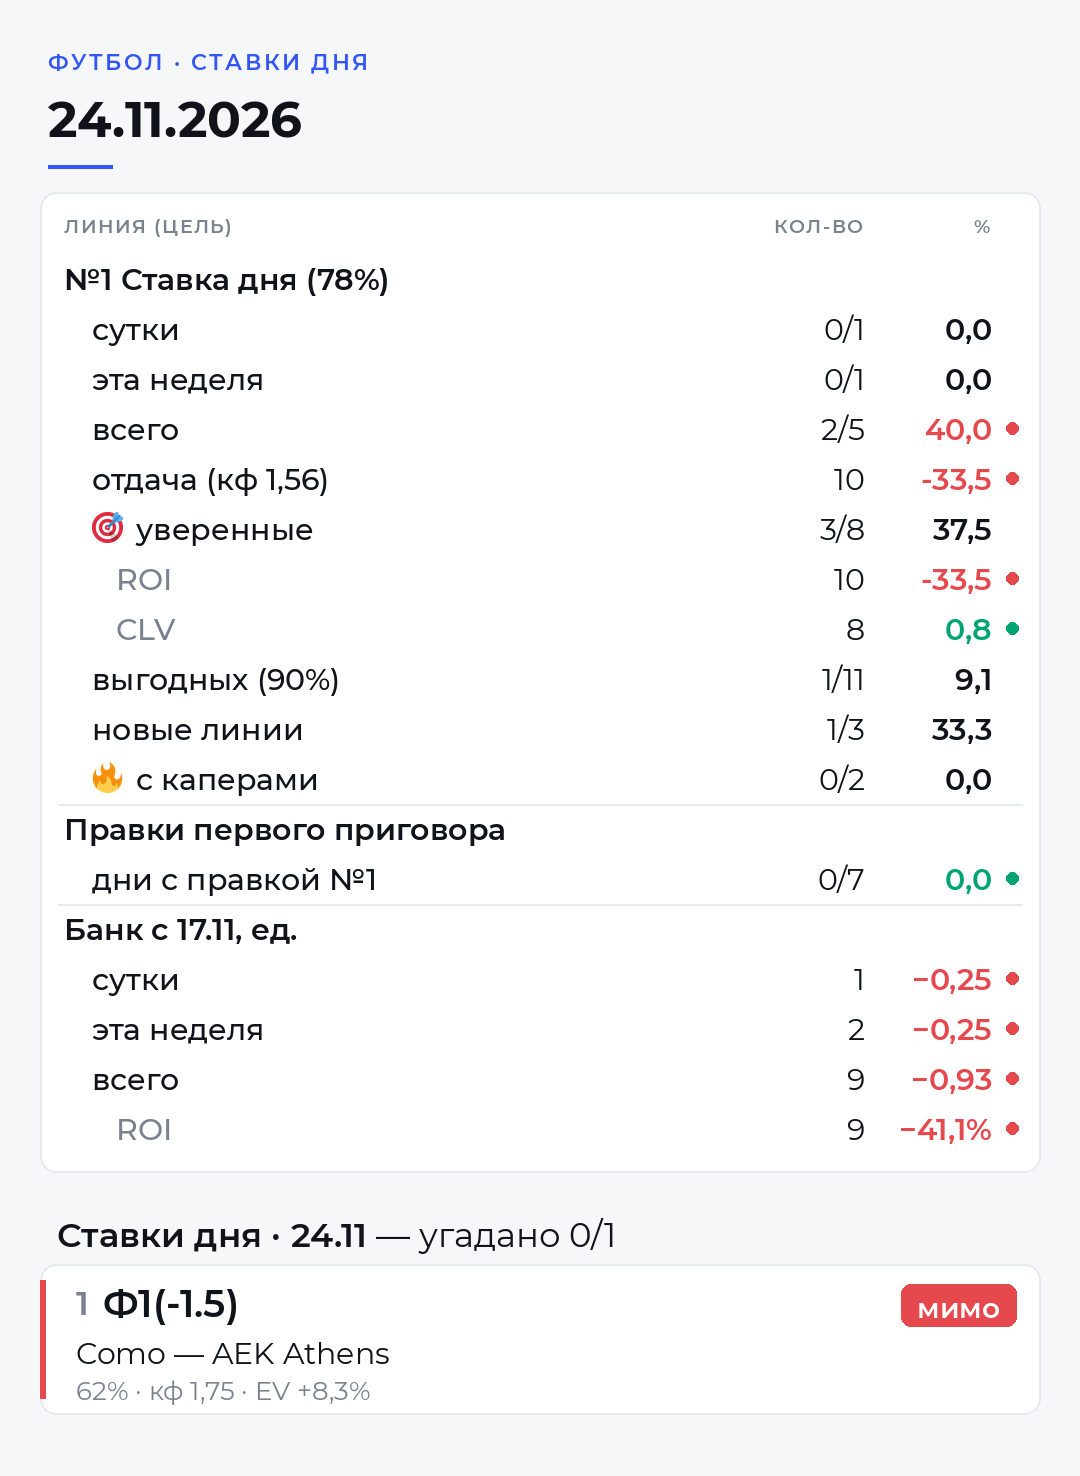 ФУТБОЛ · СТАВКИ ДНЯ
24.11.2026
ЛИНИЯ (ЦЕЛЬ) КОЛ-ВО %
№1 Ставка дня (78%)
сутки 0/1 0,0
эта неделя 0/1 0,0
всего 2/5 40,0
отдача (кф 1,56) 10 -33,5
уверенные 3/8 37,5
ROI 10 -33,5
CLV 8 0,8
выгодных (90%) 1/11 9,1
новые линии 1/3 33,3
с каперами 0/2 0,0
Правки первого приговора
дни с правкой №1 0/7 0,0
Банк с 17.11, ед.
сутки 1 −0,25
эта неделя 2 −0,25
всего 9 −0,93
ROI 9 −41,1%
Ставки дня · 24.11 — угадано 0/1
1 Ф1(-1.5) мимо
Como — AEK Athens
62% · кф 1,75 · EV +8,3%